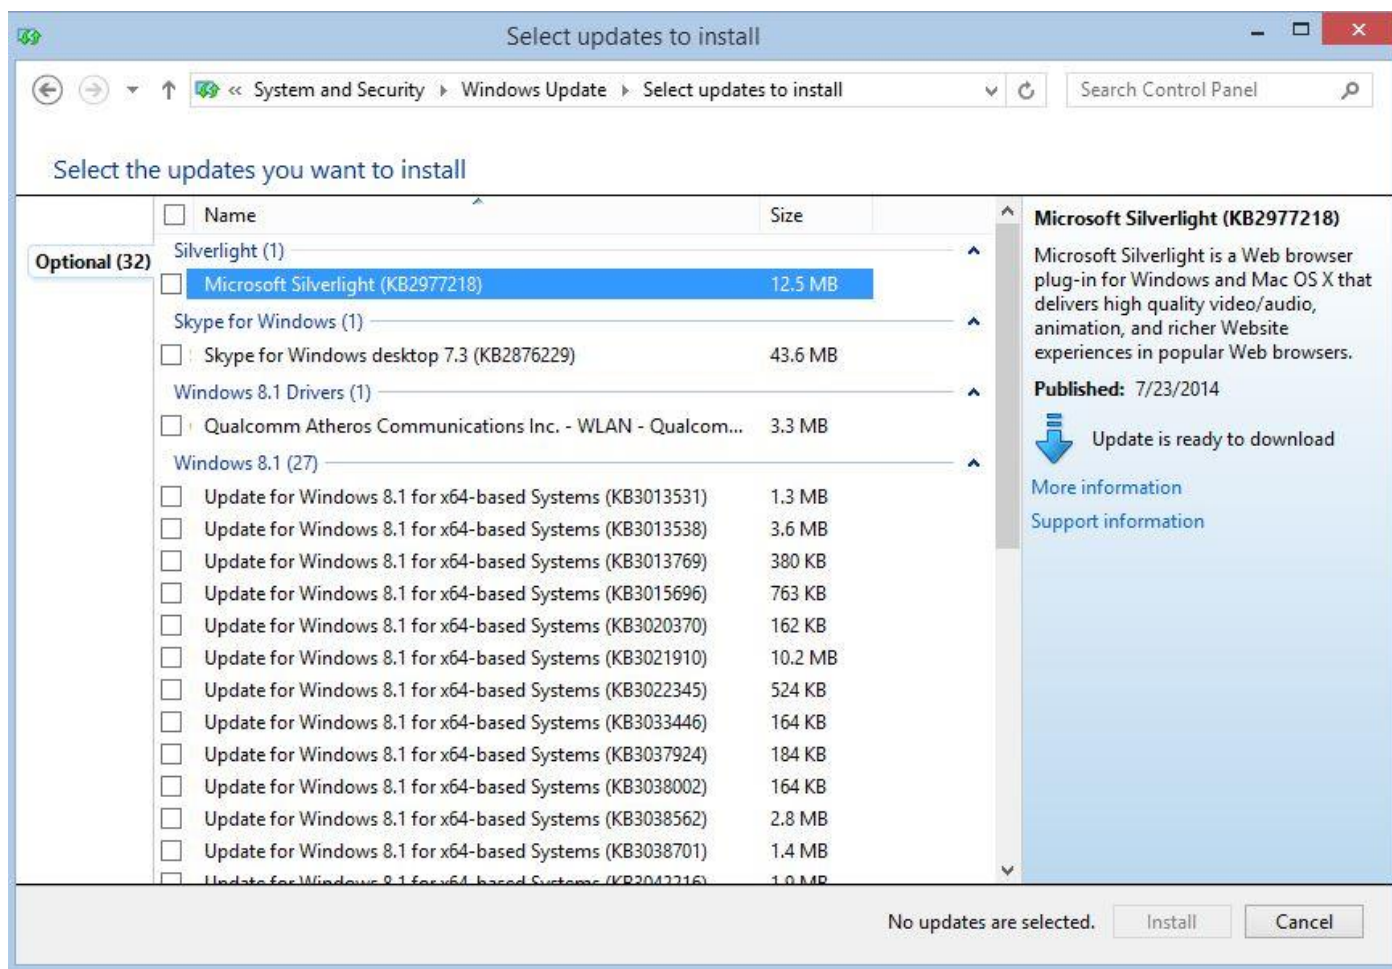 Select updates to install
« System and Security ▸ Windows Update ▸ Select updates to install
Search Control Panel
Select the updates you want to install
Optional (32)
Name Size
Silverlight (1)
Microsoft Silverlight (KB2977218) 12.5 MB
Skype for Windows (1)
Skype for Windows desktop 7.3 (KB2876229) 43.6 MB
Windows 8.1 Drivers (1)
Qualcomm Atheros Communications Inc. - WLAN - Qualcom... 3.3 MB
Windows 8.1 (27)
Update for Windows 8.1 for x64-based Systems (KB3013531) 1.3 MB
Update for Windows 8.1 for x64-based Systems (KB3013538) 3.6 MB
Update for Windows 8.1 for x64-based Systems (KB3013769) 380 KB
Update for Windows 8.1 for x64-based Systems (KB3015696) 763 KB
Update for Windows 8.1 for x64-based Systems (KB3020370) 162 KB
Update for Windows 8.1 for x64-based Systems (KB3021910) 10.2 MB
Update for Windows 8.1 for x64-based Systems (KB3022345) 524 KB
Update for Windows 8.1 for x64-based Systems (KB3033446) 164 KB
Update for Windows 8.1 for x64-based Systems (KB3037924) 184 KB
Update for Windows 8.1 for x64-based Systems (KB3038002) 164 KB
Update for Windows 8.1 for x64-based Systems (KB3038562) 2.8 MB
Update for Windows 8.1 for x64-based Systems (KB3038701) 1.4 MB
Update for Windows 8.1 for x64-based Systems
Microsoft Silverlight (KB2977218)
Microsoft Silverlight is a Web browser
plug-in for Windows and Mac OS X that
delivers high quality video/audio,
animation, and richer Website
experiences in popular Web browsers.
Published: 7/23/2014
Update is ready to download
More information
Support information
No updates are selected. Install Cancel